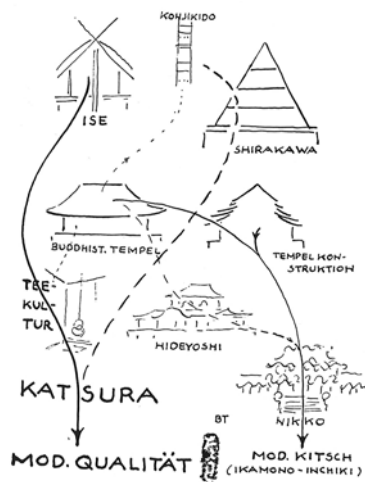 KOHJIKIDO
ISE
SHIRAKAWA
BUDDHIST. TEMPEL
TEMPEL KON-
STRUKTION
TEE-
KUL-
TUR
HIDEYOSHI
KATSURA
NIKKO
BT
MOD. QUALITÄT
MOD. KITSCH
(IKAMONO-INCHIKI)